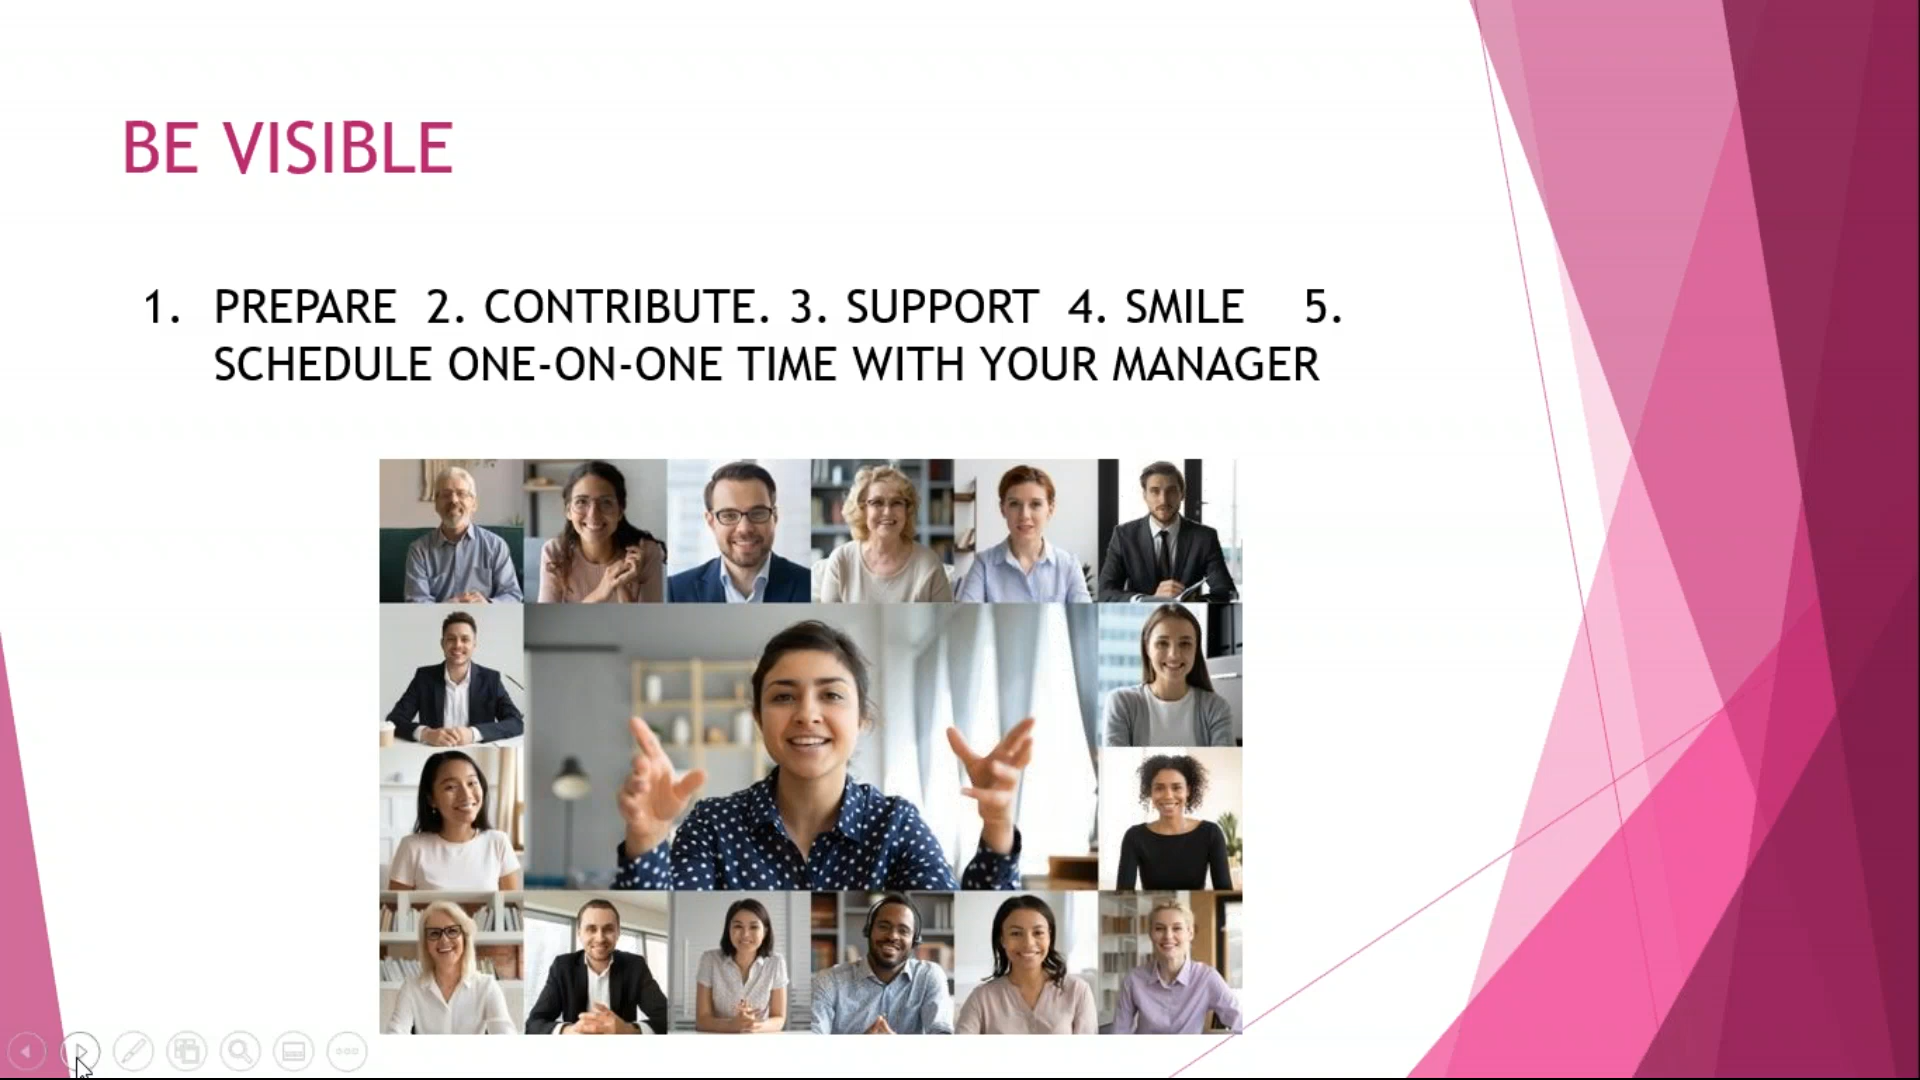 BE VISIBLE
1. PREPARE 2. CONTRIBUTE. 3. SUPPORT 4. SMILE 5.
SCHEDULE ONE-ON-ONE TIME WITH YOUR MANAGER